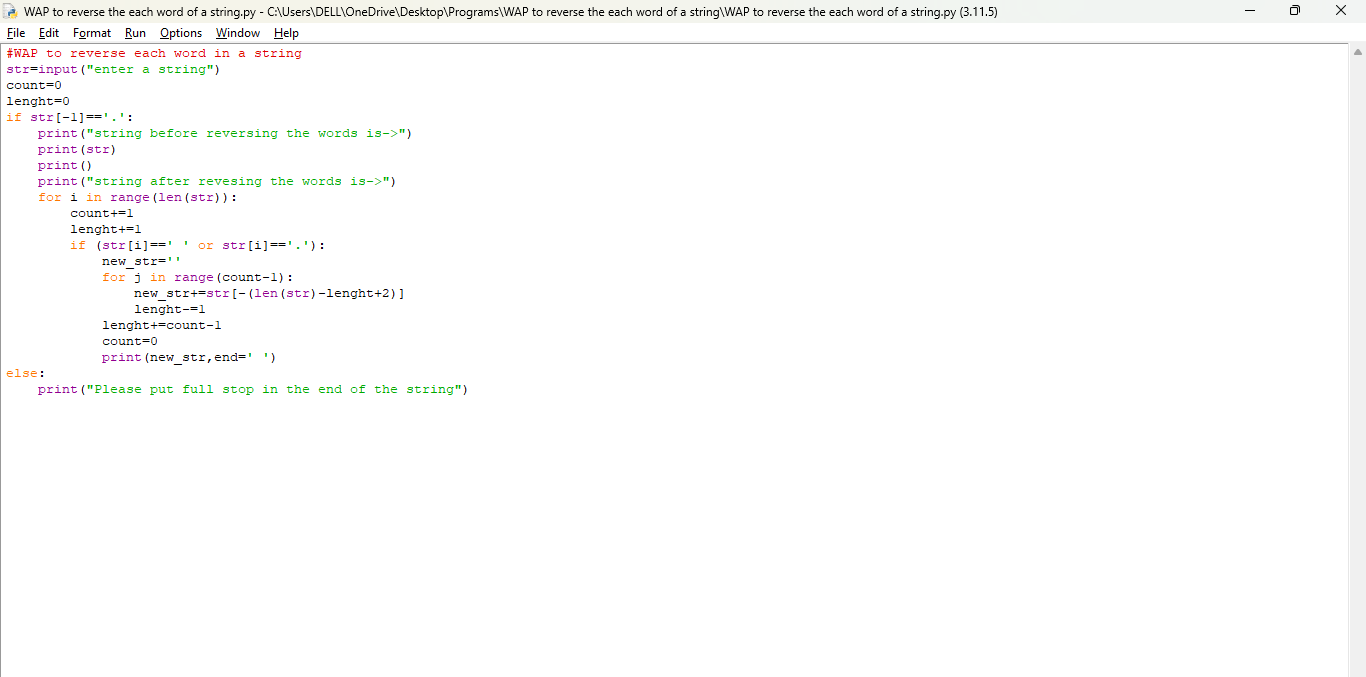 WAP to reverse the each word of a string.py - C:\Users\DELL\OneDrive\Desktop\Programs\WAP to reverse the each word of a string\WAP to reverse the each word of a string.py (3.11.5)
File Edit Format Run Options Window Help
#WAP to reverse each word in a string
str=input("enter a string")
count=0
lenght=0
if str[-1]=='.':
    print("string before reversing the words is->")
    print(str)
    print()
    print("string after revesing the words is->")
    for i in range(len(str)):
        count+=1
        lenght+=1
        if (str[i]==' ' or str[i]=='.'):
            new_str=''
            for j in range(count-1):
                new_str+=str[-(len(str)-lenght+2)]
                lenght-=1
            lenght+=count-1
            count=0
            print(new_str,end=' ')
else:
    print("Please put full stop in the end of the string")